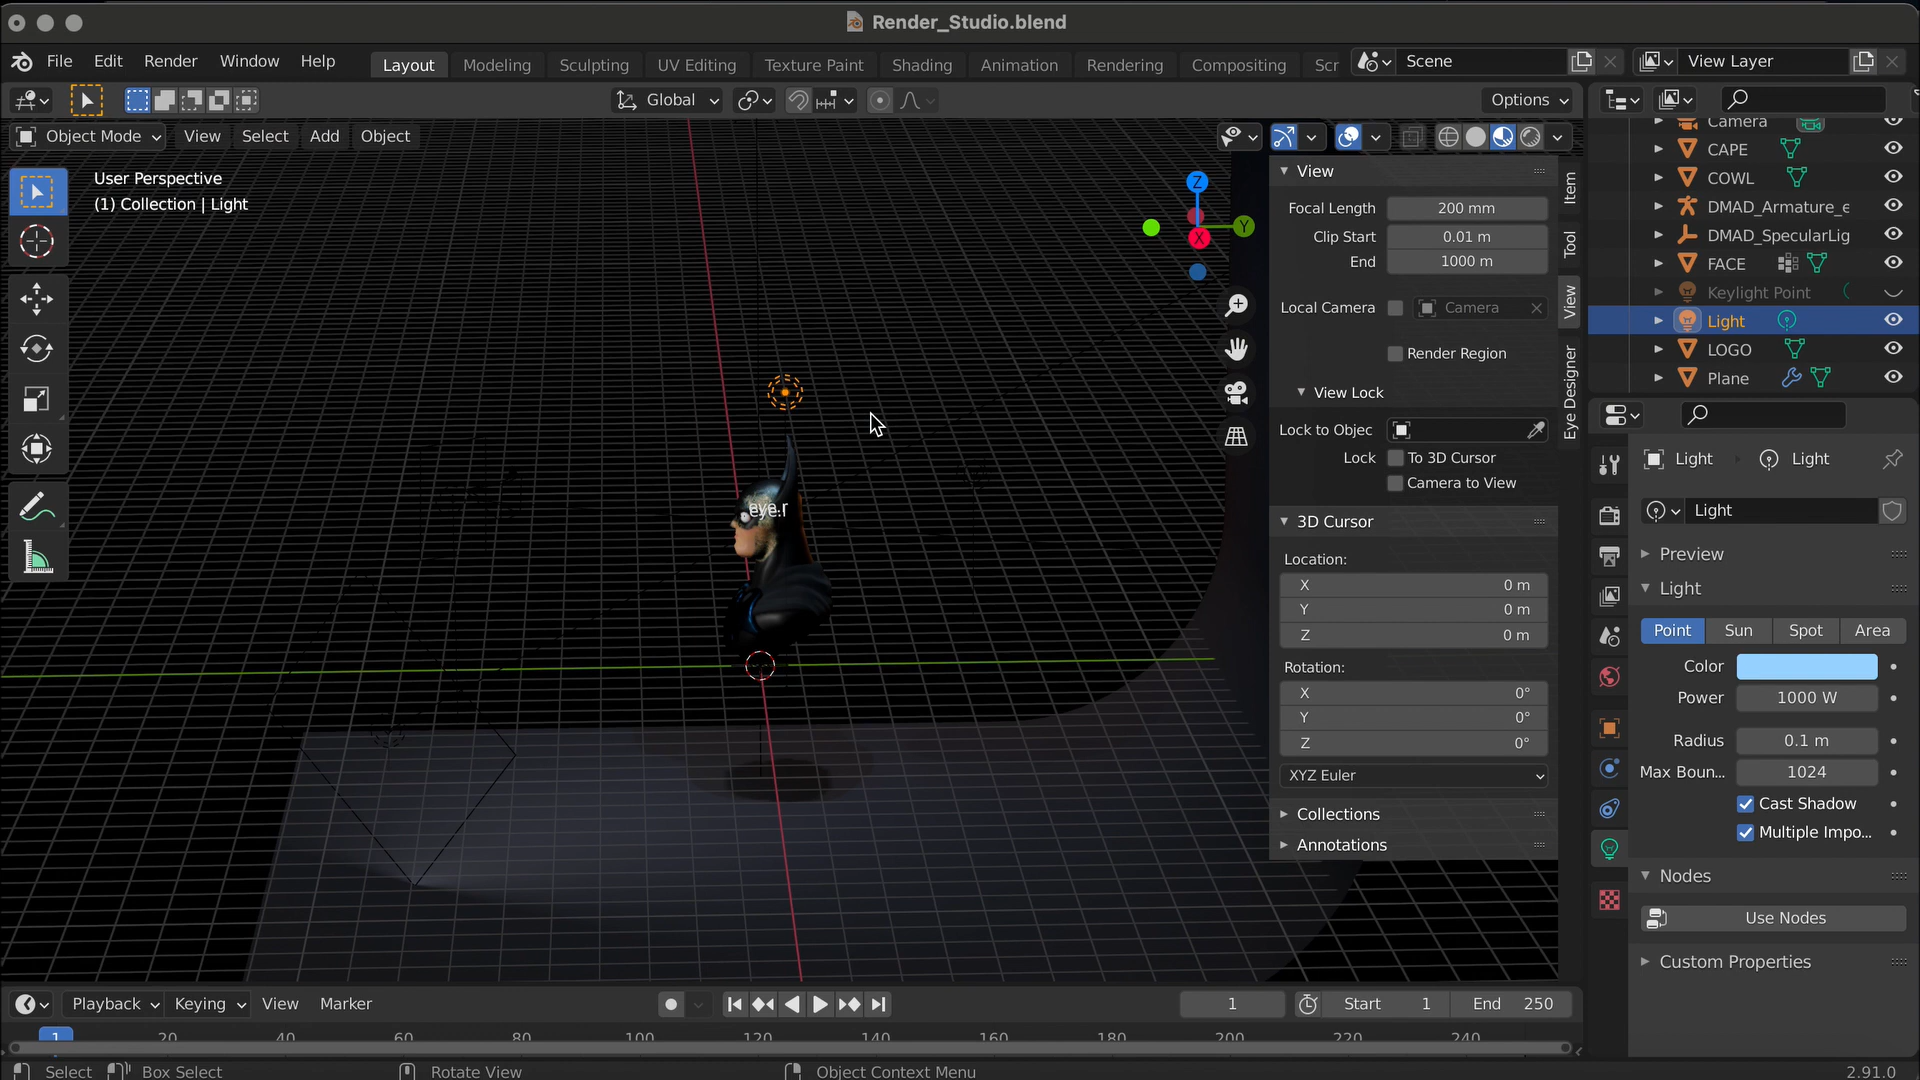 Render_Studio.blend
File Edit Render Window Help Layout Modeling Sculpting UV Editing Texture Paint Shading Animation Rendering Compositing Scr Scene View Layer
Global Options
Object Mode View Select Add Object
User Perspective
(1) Collection | Light
Z
Y
X
eye.r
View
Focal Length 200 mm
Clip Start 0.01 m
End 1000 m
Local Camera Camera
Render Region
View Lock
Lock to Objec
Lock To 3D Cursor
Camera to View
3D Cursor
Location:
X 0 m
Y 0 m
Z 0 m
Rotation:
X 0°
Y 0°
Z 0°
XYZ Euler
Collections
Annotations
Item
Tool
View
Eye Designer
Camera
CAPE
COWL
DMAD_Armature_e
DMAD_SpecularLig
FACE
Keylight Point
Light
LOGO
Plane
Light Light
Light
Preview
Light
Point Sun Spot Area
Color
Power 1000 W
Radius 0.1 m
Max Boun... 1024
Cast Shadow
Multiple Impo...
Nodes
Use Nodes
Custom Properties
Playback Keying View Marker 1 Start 1 End 250
1 20 40 60 80 100 120 140 160 180 200 220 240
Select Box Select Rotate View Object Context Menu 2.91.0